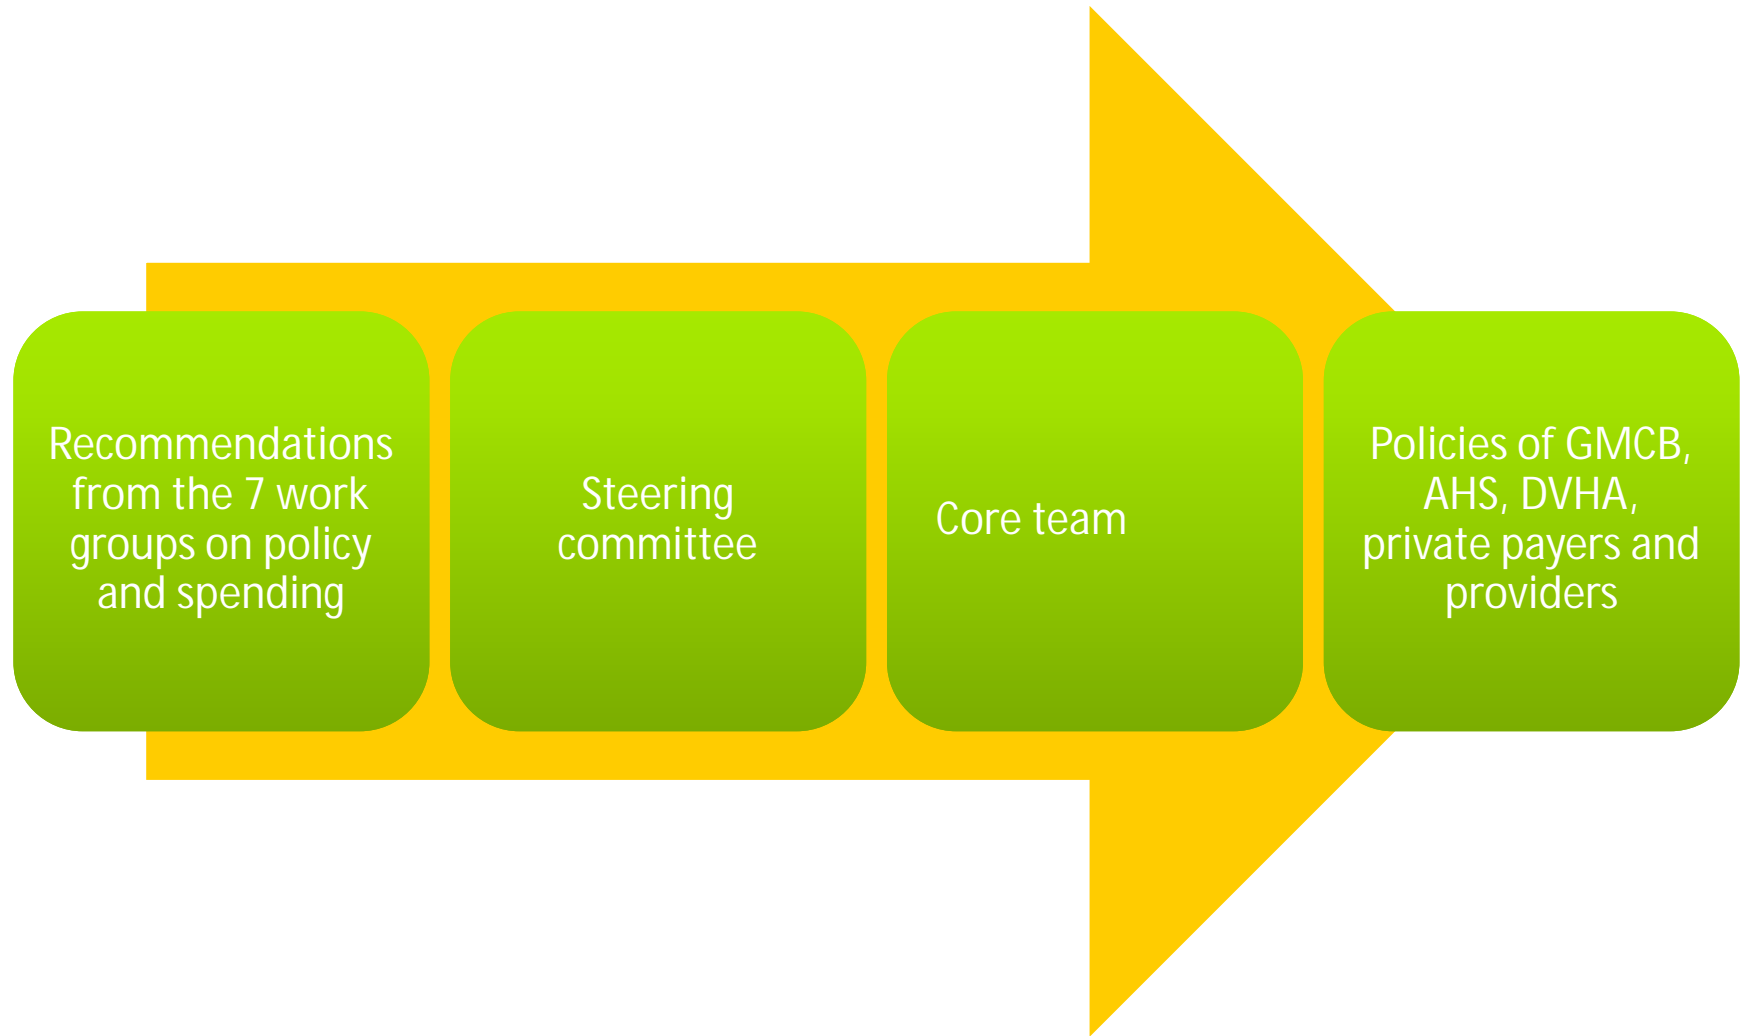 Recommendations
from the 7 work
groups on policy
and spending
Steering
committee
Core team
Policies of GMCB,
AHS, DVHA,
private payers and
providers